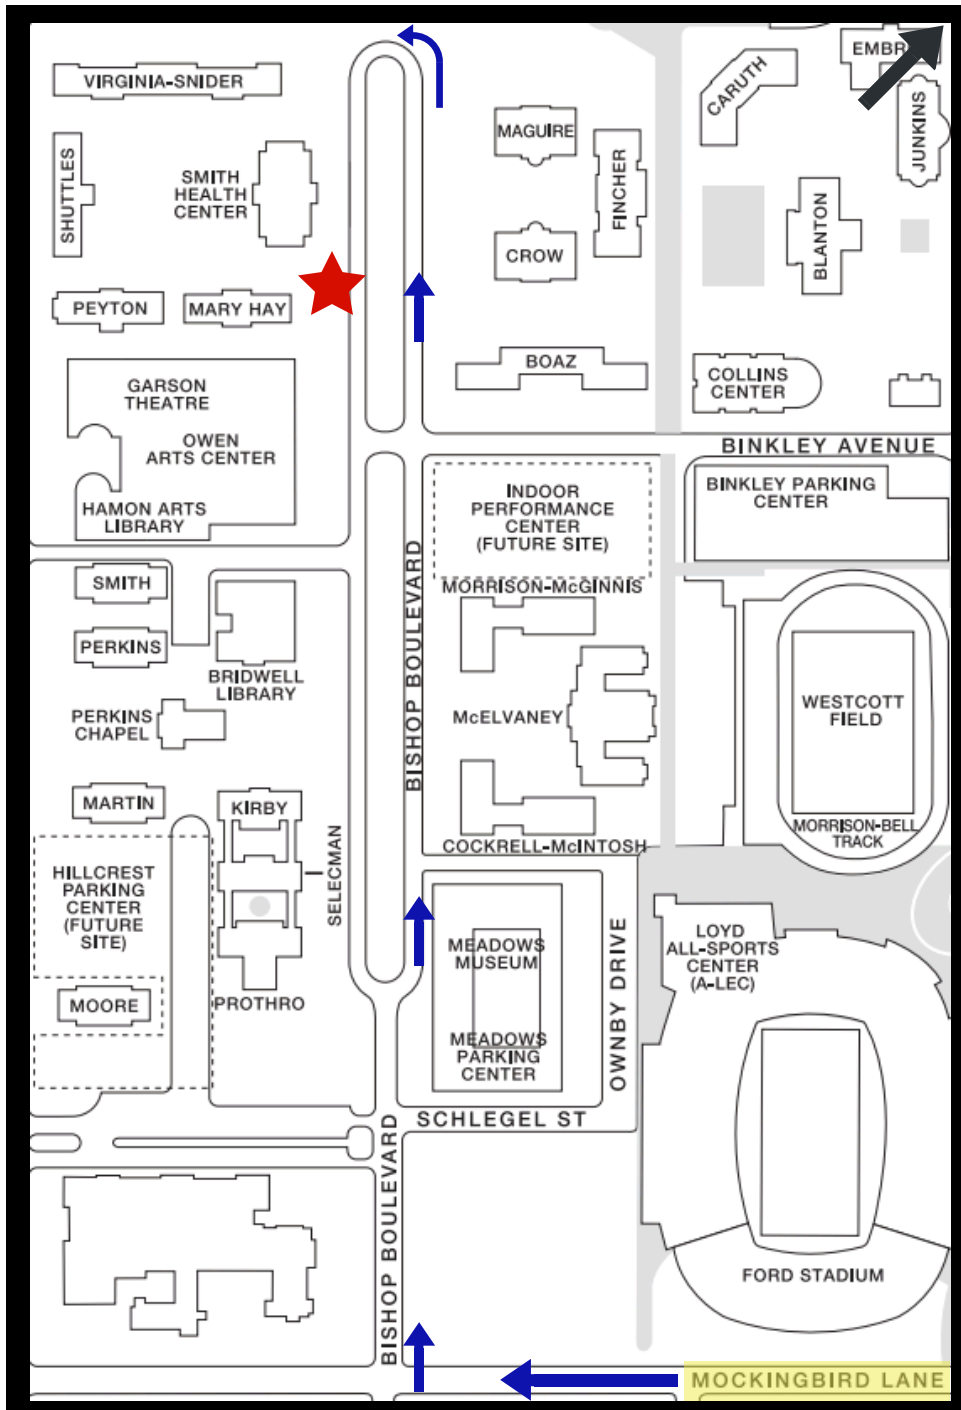 VIRGINIA-SNIDER
SHUTTLES
SMITH
HEALTH
CENTER
PEYTON
MARY HAY
GARSON
THEATRE
OWEN
ARTS CENTER
HAMON ARTS
LIBRARY
MAGUIRE
FINCHER
CROW
BOAZ
CARUTH
JUNKINS
BLANTON
COLLINS
CENTER
BINKLEY AVENUE
BINKLEY PARKING
CENTER
INDOOR
PERFORMANCE
CENTER
(FUTURE SITE)
MORRISON-McGINNIS
McELVANEY
COCKRELL-McINTOSH
BISHOP BOULEVARD
SMITH
PERKINS
BRIDWELL
LIBRARY
PERKINS
CHAPEL
MARTIN
KIRBY
SELECMAN
HILLCREST
PARKING
CENTER
(FUTURE
SITE)
MOORE
PROTHRO
WESTCOTT
FIELD
MORRISON-BELL
TRACK
MEADOWS
MUSEUM
MEADOWS
PARKING
CENTER
OWNBY DRIVE
LOYD
ALL-SPORTS
CENTER
(A-LEC)
SCHLEGEL ST
BISHOP BOULEVARD
FORD STADIUM
MOCKINGBIRD LANE